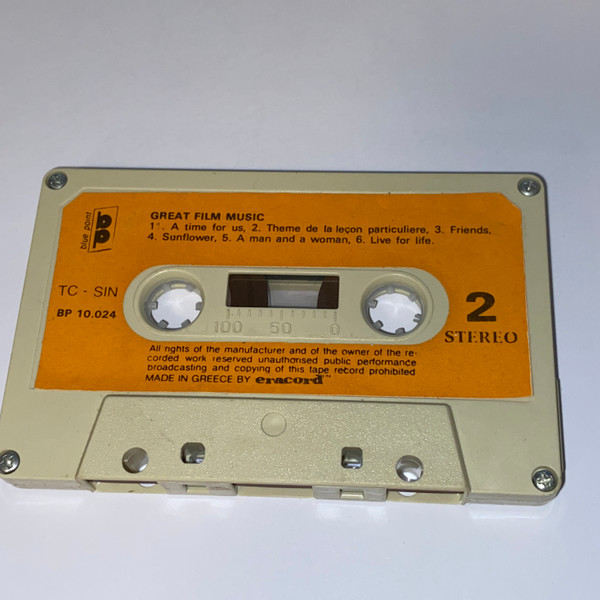 blue point
bp
GREAT FILM MUSIC
1. A time for us, 2. Theme de la leçon particuliere, 3. Friends,
4. Sunflower, 5. A man and a woman, 6. Live for life.
TC - SIN
BP 10.024
100 50 0
2
STEREO
All rights of the manufacturer and of the owner of the re-
corded work reserved unauthorised public performance
broadcasting and copying of this tape record prohibited
MADE IN GREECE BY eracord